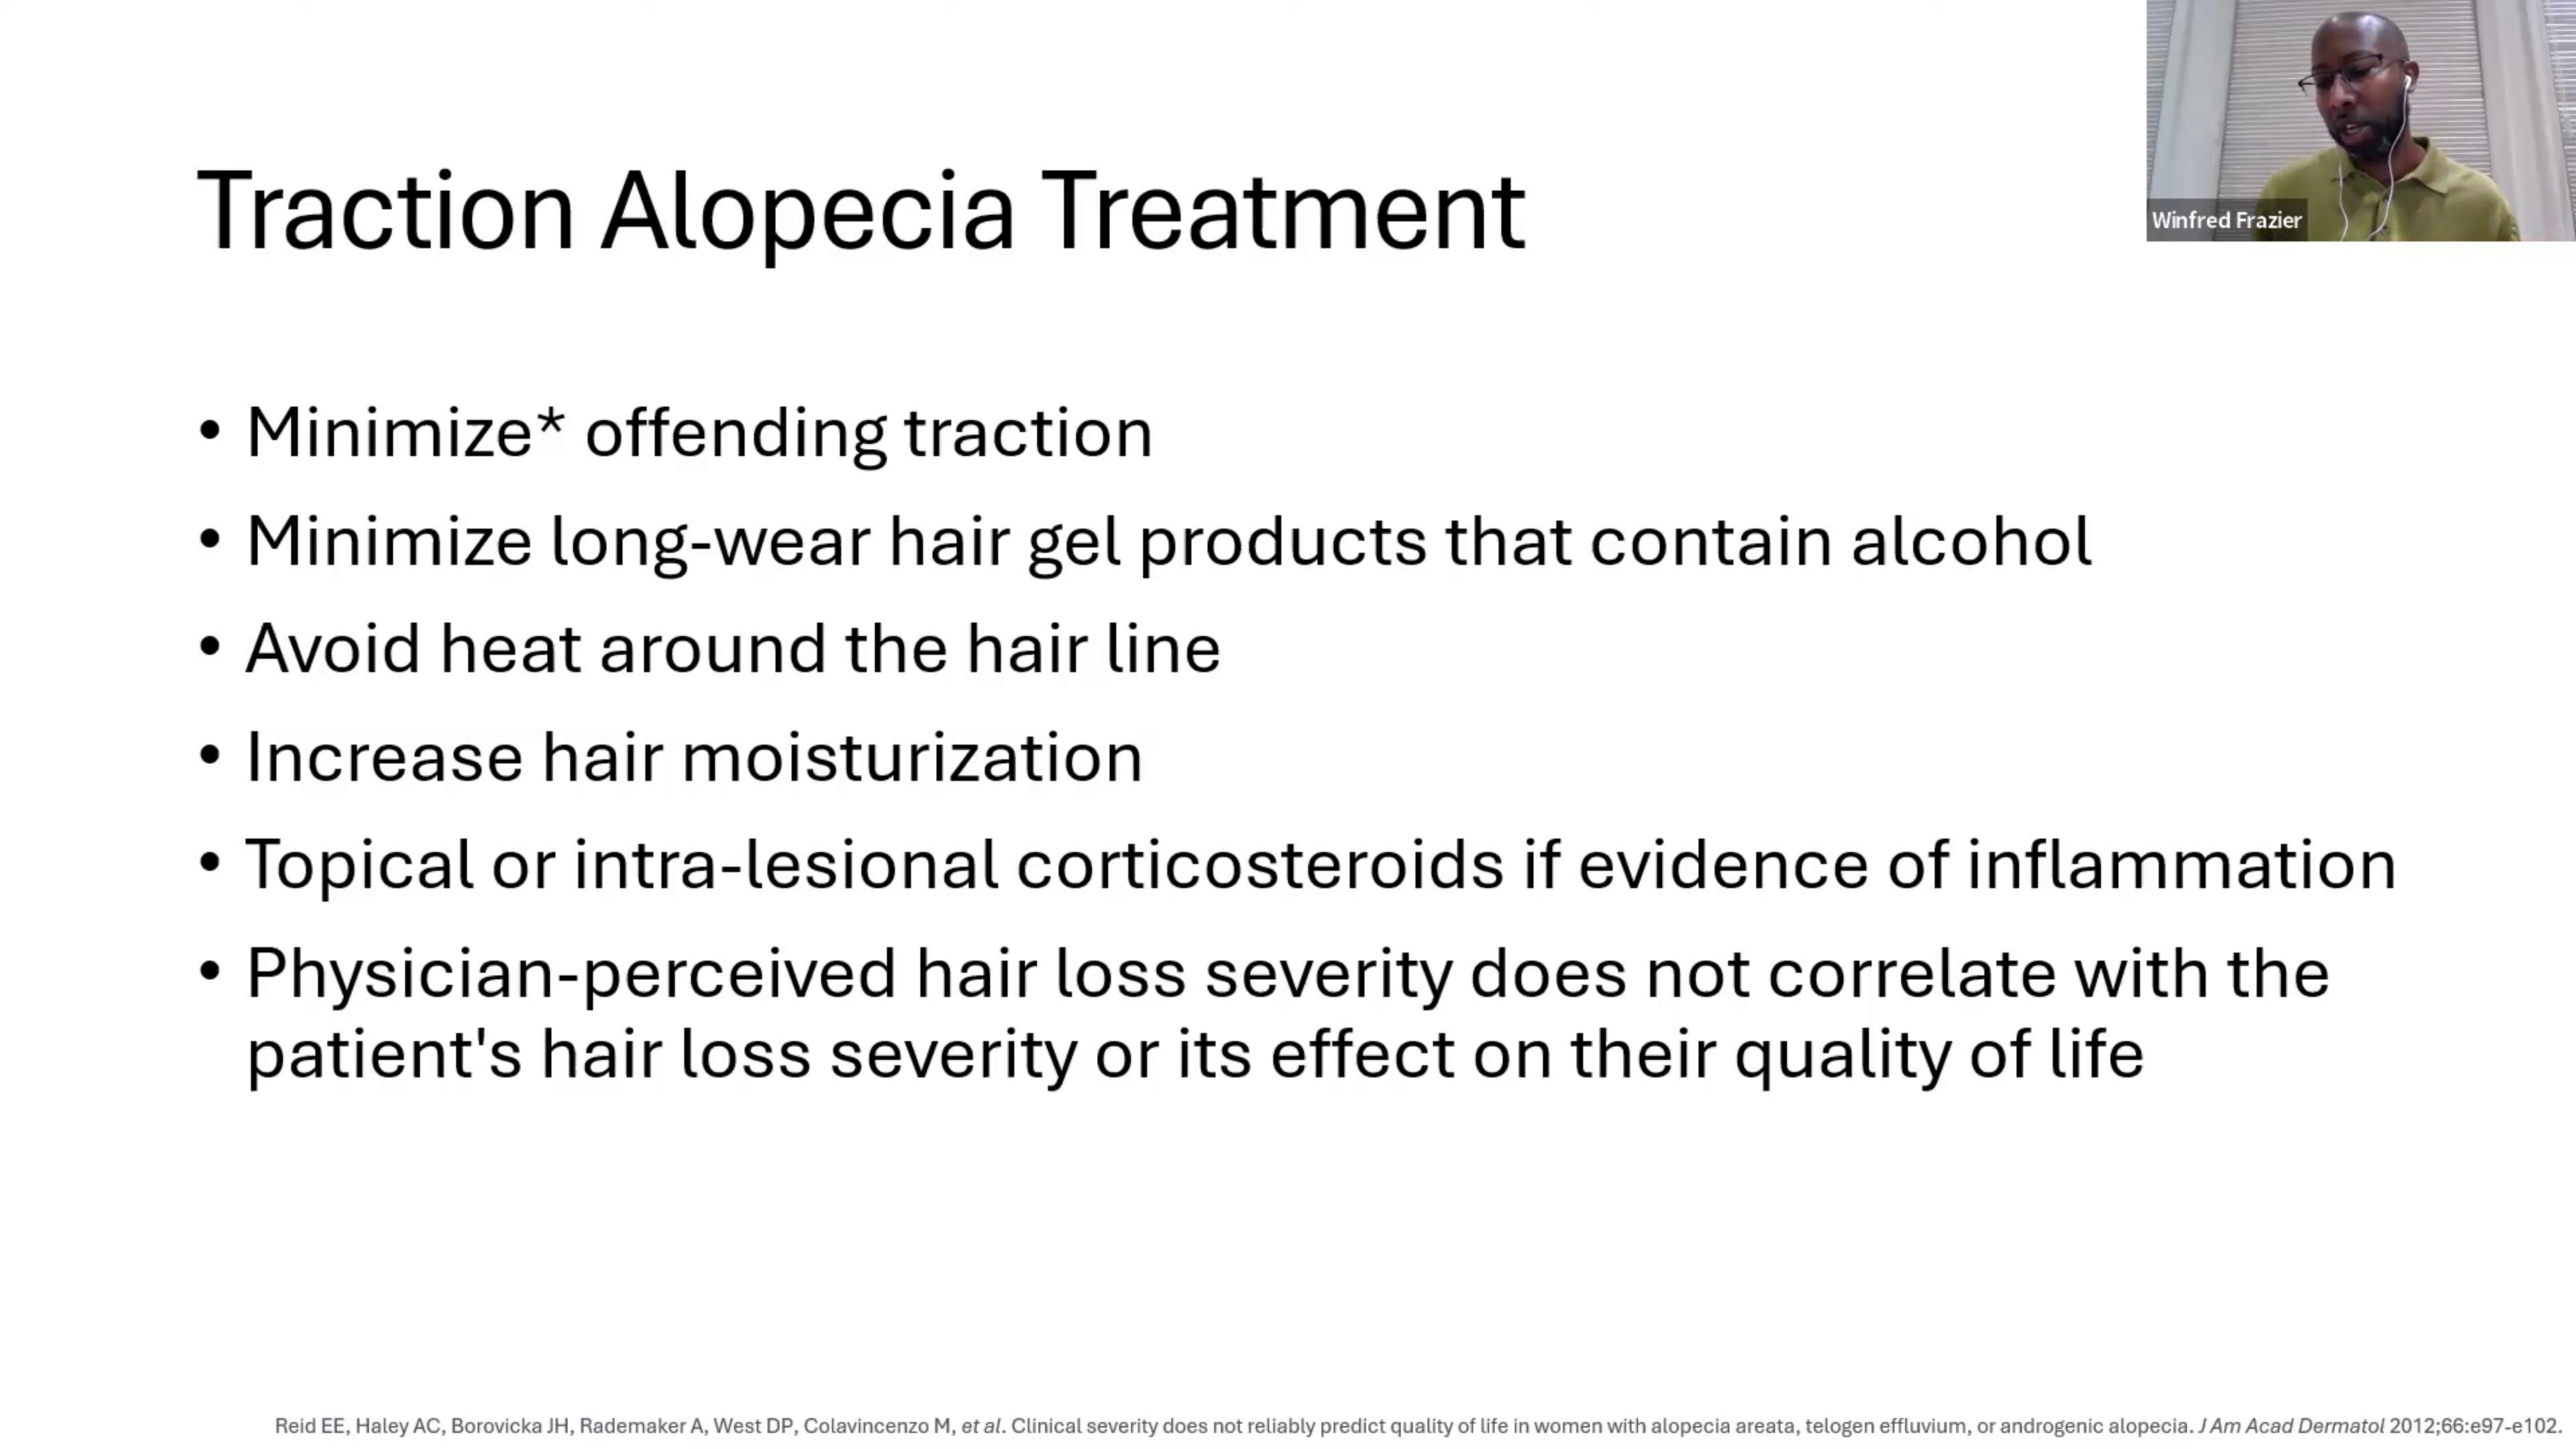 Winfred Frazier
Traction Alopecia Treatment
• Minimize* offending traction
• Minimize long-wear hair gel products that contain alcohol
• Avoid heat around the hair line
• Increase hair moisturization
• Topical or intra-lesional corticosteroids if evidence of inflammation
• Physician-perceived hair loss severity does not correlate with the
patient's hair loss severity or its effect on their quality of life
Reid EE, Haley AC, Borovicka JH, Rademaker A, West DP, Colavincenzo M, et al. Clinical severity does not reliably predict quality of life in women with alopecia areata, telogen effluvium, or androgenic alopecia. J Am Acad Dermatol 2012;66:e97-e102.